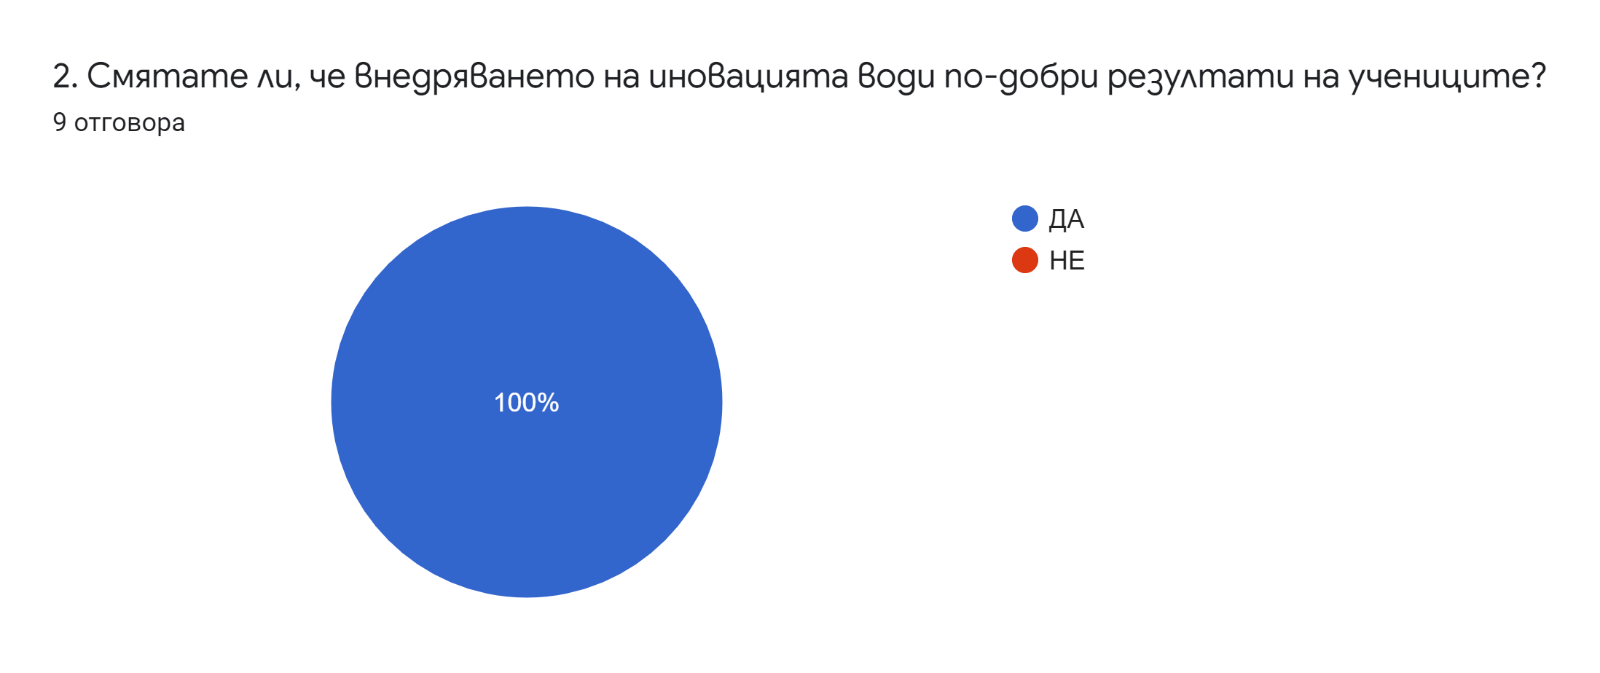 2. Смятате ли, че внедряването на иновацията води по-добри резултати на учениците?
9 отговора
ДА
НЕ
100%